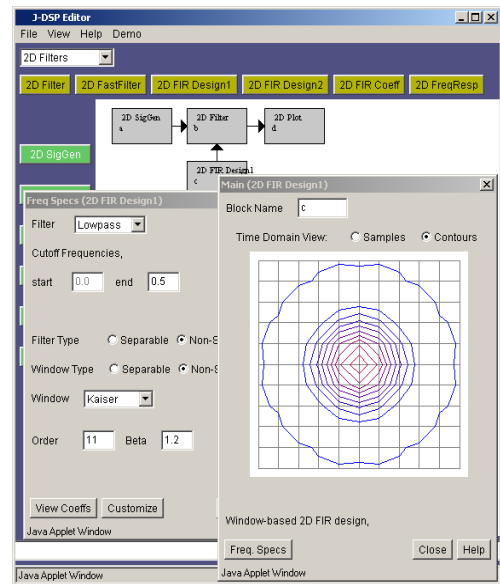 J-DSP Editor
File View Help Demo
2D Filters
2D Filter 2D FastFilter 2D FIR Design1 2D FIR Design2 2D FIR Coeff 2D FreqResp
2D SigGen
2D SigGen
a
2D Filter
b
2D Plot
d
2D FIR Design1
c
Freq Specs (2D FIR Design1)
Filter Lowpass
Cutoff Frequencies,
start 0.0 end 0.5
Filter Type Separable Non-S
Window Type Separable Non-S
Window Kaiser
Order 11 Beta 1.2
View Coeffs Customize
Java Applet Window
Main (2D FIR Design1)
Block Name c
Time Domain View: Samples Contours
Window-based 2D FIR design,
Freq. Specs Close Help
Java Applet Window
Java Applet Window